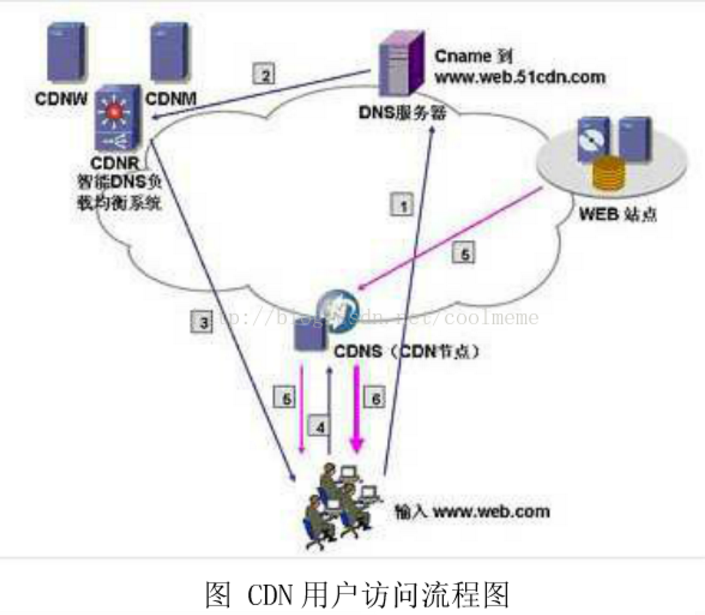 CDNW
CDNM
2
Cname 到
www.web.51cdn.com
DNS服务器
CDNR
智能DNS负
载均衡系统
WEB 站点
1
5
3
http://blog.csdn.net/coolmeme
CDNS（CDN节点）
5
4
6
输入 www.web.com
图 CDN 用户访问流程图